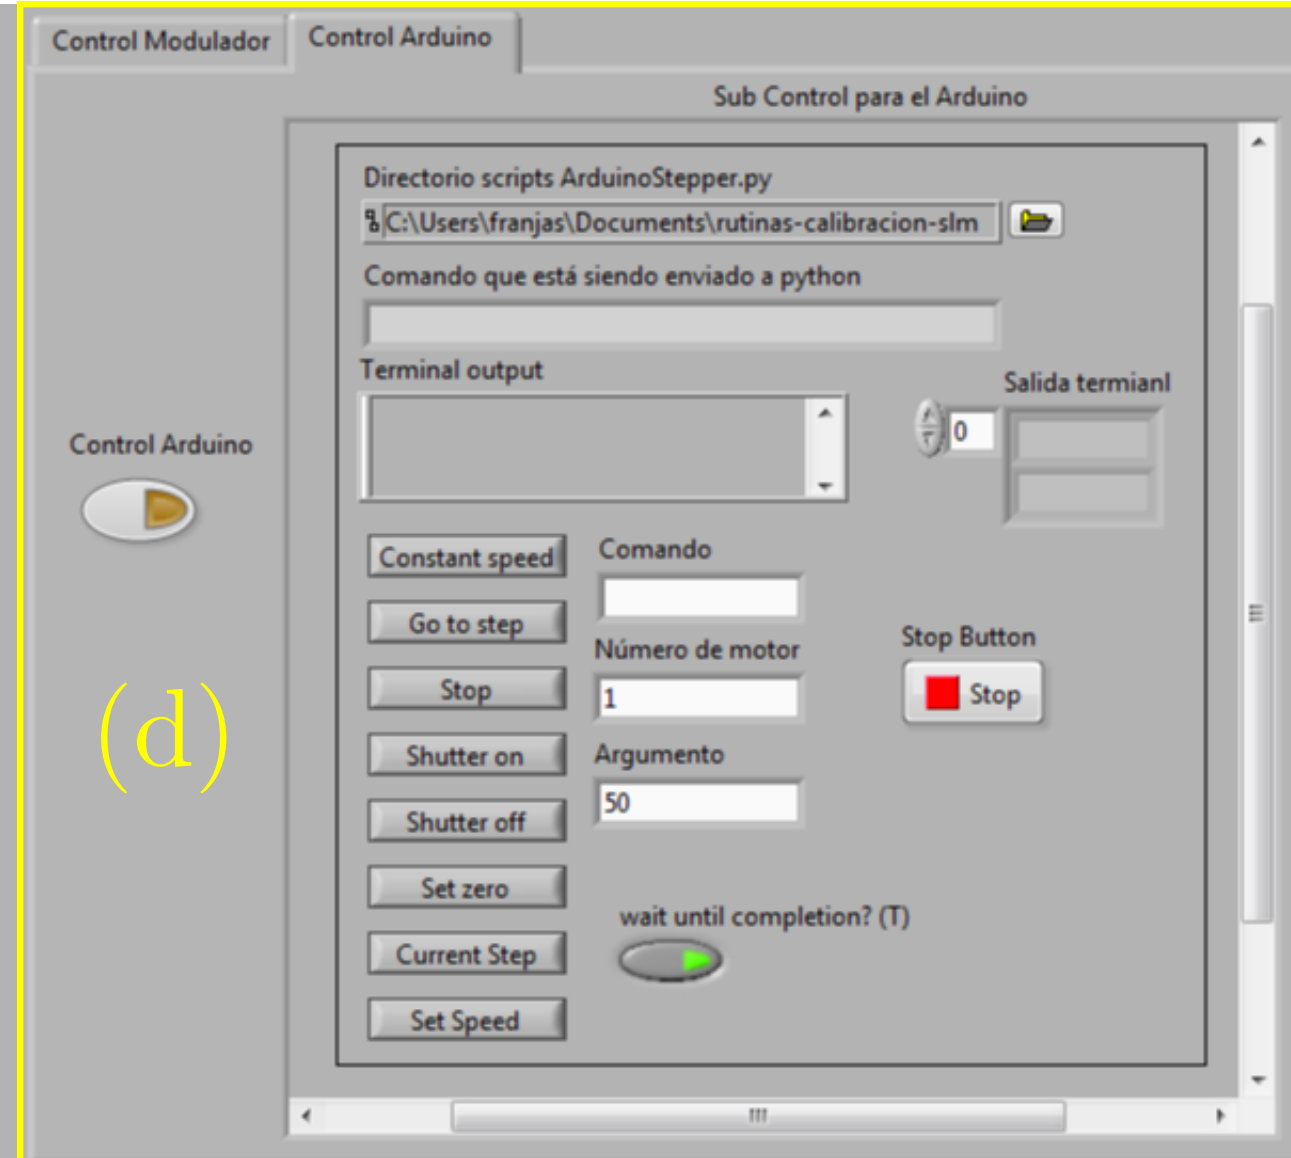 Control Modulador
Control Arduino
Sub Control para el Arduino
Directorio scripts ArduinoStepper.py
C:\Users\franjas\Documents\rutinas-calibracion-slm
Comando que está siendo enviado a python
Terminal output
Salida termianl
0
Control Arduino
Constant speed
Comando
Go to step
Número de motor
Stop Button
Stop
1
Stop
(d)
Shutter on
Argumento
Shutter off
50
Set zero
wait until completion? (T)
Current Step
Set Speed